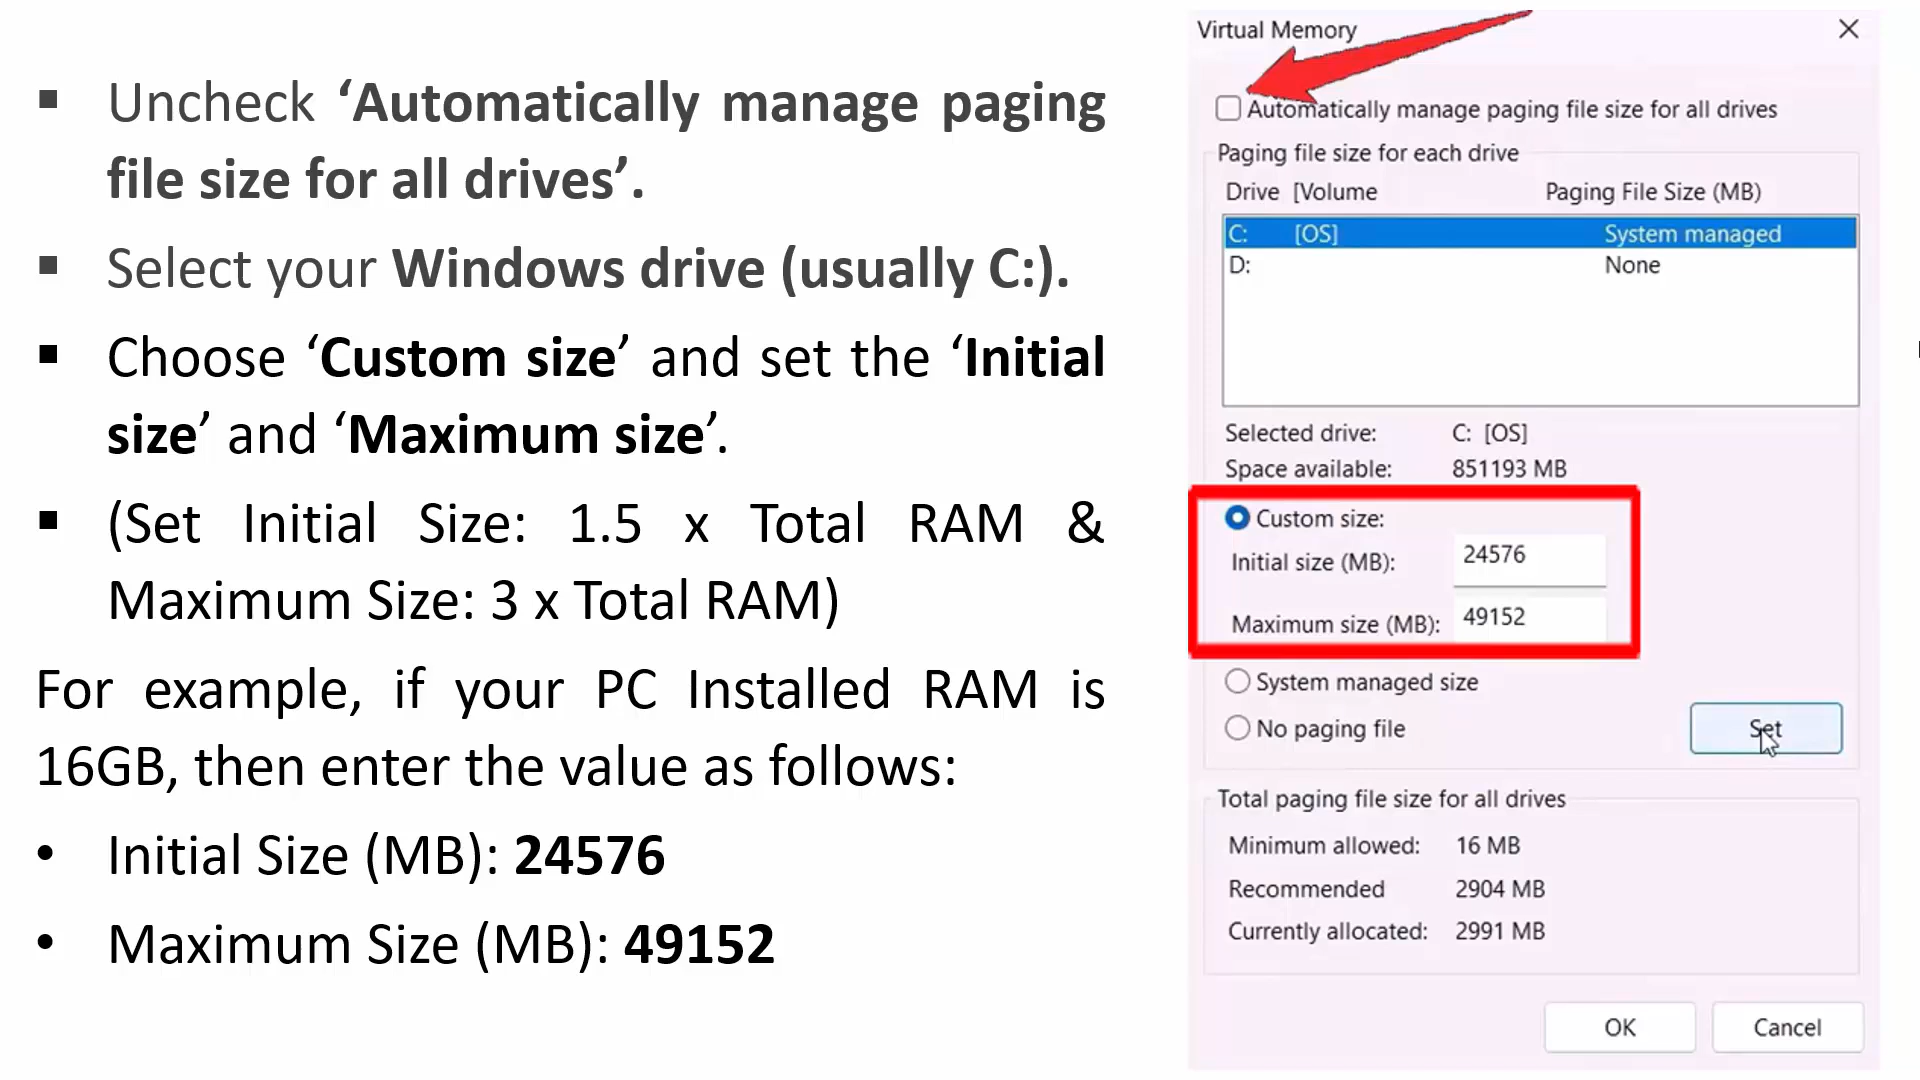 ▪ Uncheck ‘Automatically manage paging
file size for all drives’.
▪ Select your Windows drive (usually C:).
▪ Choose ‘Custom size’ and set the ‘Initial
size’ and ‘Maximum size’.
▪ (Set Initial Size: 1.5 x Total RAM &
Maximum Size: 3 x Total RAM)
For example, if your PC Installed RAM is
16GB, then enter the value as follows:
• Initial Size (MB): 24576
• Maximum Size (MB): 49152
Virtual Memory
Automatically manage paging file size for all drives
Paging file size for each drive
Drive [Volume Paging File Size (MB)
C: [OS] System managed
D: None
Selected drive: C: [OS]
Space available: 851193 MB
Custom size:
Initial size (MB): 24576
Maximum size (MB): 49152
System managed size
No paging file Set
Total paging file size for all drives
Minimum allowed: 16 MB
Recommended 2904 MB
Currently allocated: 2991 MB
OK Cancel